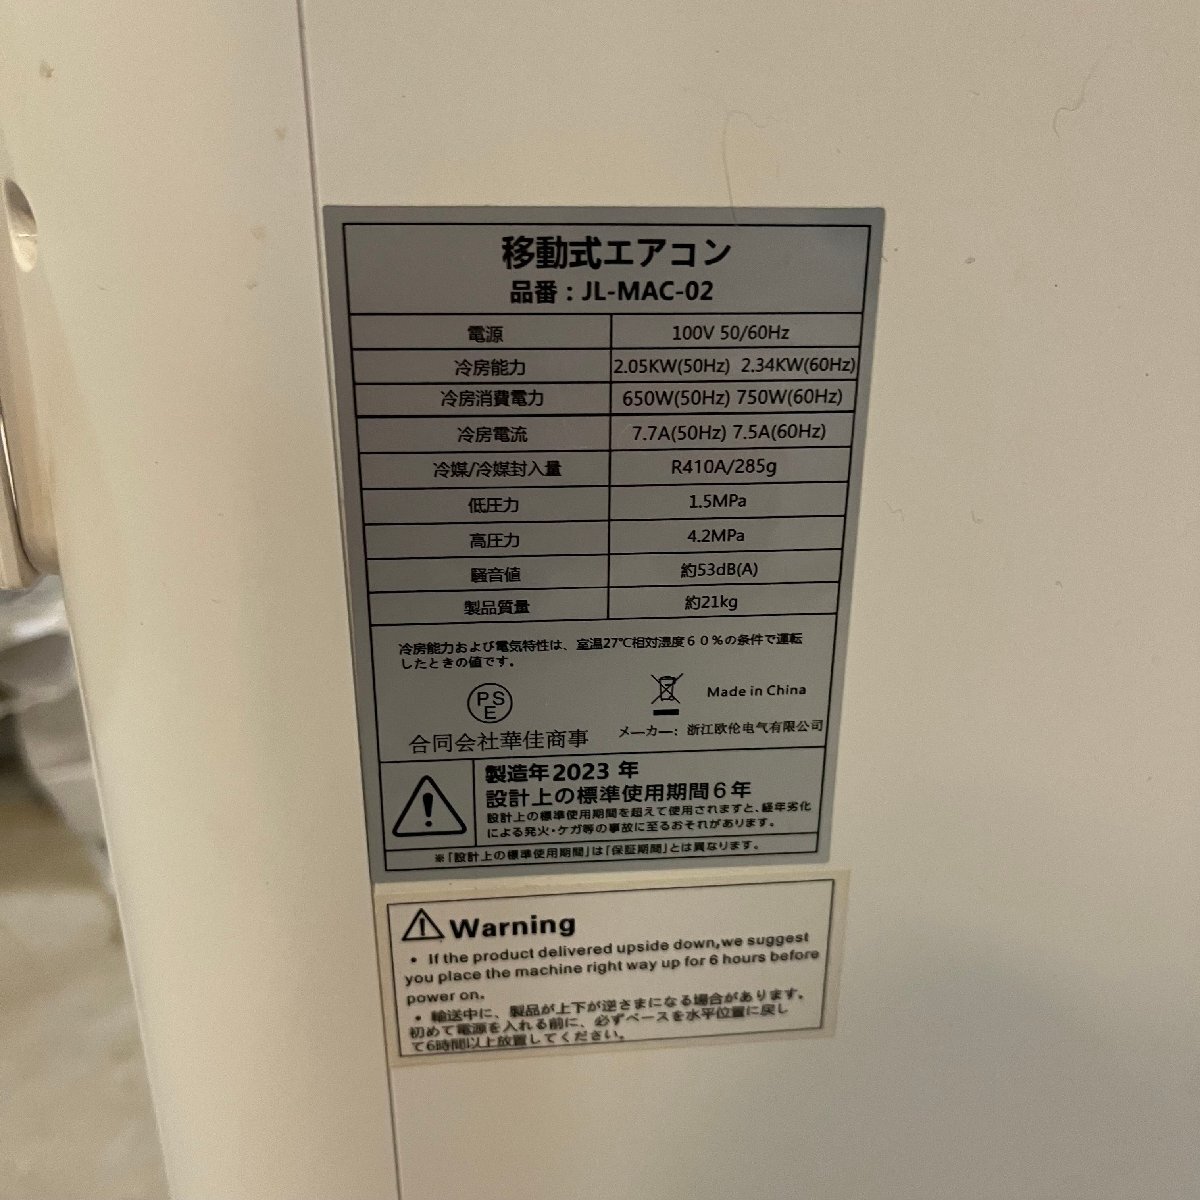 移動式エアコン
品番：JL-MAC-02
電源 100V 50/60Hz
冷房能力 2.05KW(50Hz) 2.34KW(60Hz)
冷房消費電力 650W(50Hz) 750W(60Hz)
冷房電流 7.7A(50Hz) 7.5A(60Hz)
冷媒/冷媒封入量 R410A/285g
低圧力 1.5MPa
高圧力 4.2MPa
騒音値 約53dB(A)
製品質量 約21kg
冷房能力および電気特性は、室温27℃相対湿度６０％の条件で運転
したときの値です。
PS
E
Made in China
合同会社華佳商事
メーカー：浙江欧伦电气有限公司
製造年2023 年
設計上の標準使用期間６年
設計上の標準使用期間を超えて使用されますと、経年劣化
による発火・ケガ等の事故に至るおそれがあります。
※「設計上の標準使用期間」は「保証期間」とは異なります。
Warning
• If the product delivered upside down,we suggest
you place the machine right way up for 6 hours before
power on.
• 輸送中に、製品が上下が逆さまになる場合があります。
初めて電源を入れる前に、必ずベースを水平位置に戻し
て6時間以上放置してください。